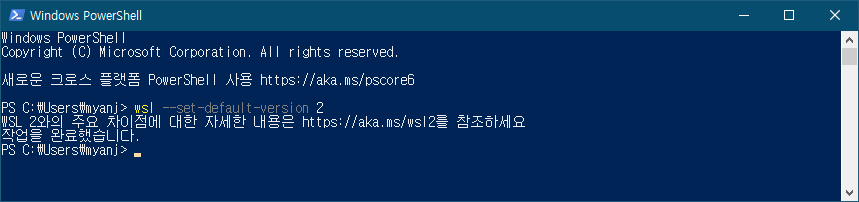 Windows PowerShell
Windows PowerShell
Copyright (C) Microsoft Corporation. All rights reserved.
새로운 크로스 플랫폼 PowerShell 사용 https://aka.ms/pscore6
PS C:₩Users₩myanj> wsl --set-default-version 2
WSL 2와의 주요 차이점에 대한 자세한 내용은 https://aka.ms/wsl2를 참조하세요
작업을 완료했습니다.
PS C:₩Users₩myanj>